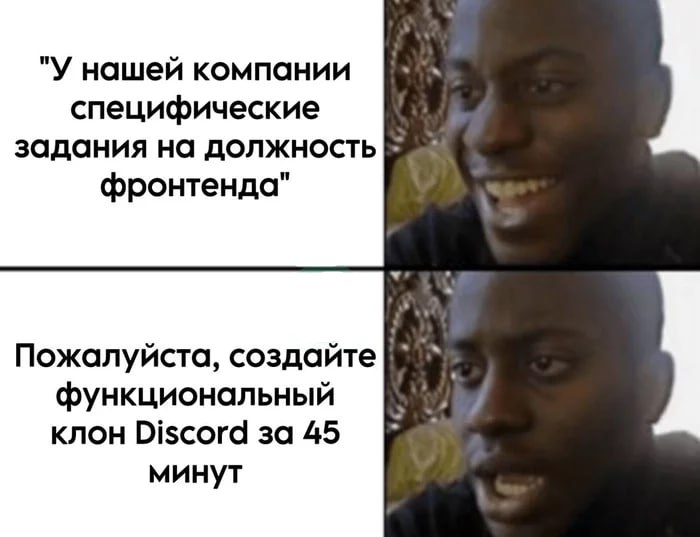 "У нашей компании
специфические
задания на должность
фронтенда"
Пожалуйста, создайте
функциональный
клон Discord за 45
минут